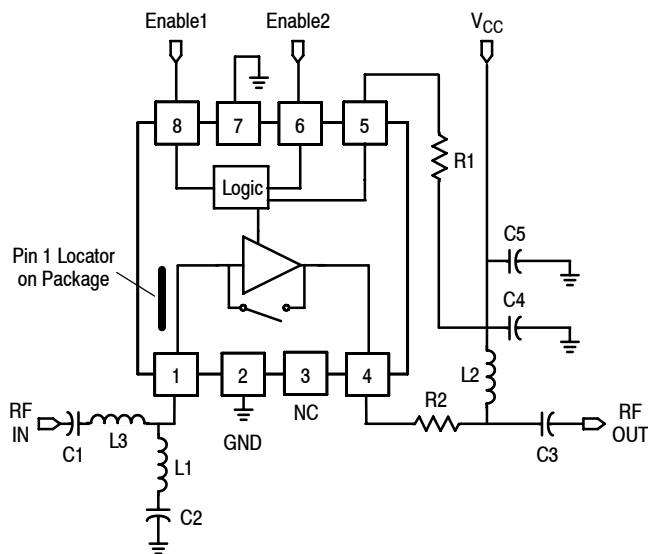 Enable1
Enable2
VCC
8
7
6
5
Logic
R1
Pin 1 Locator
on Package
C5
C4
1
2
3
4
L2
RF
IN
C1
L3
GND
NC
R2
C3
RF
OUT
L1
C2